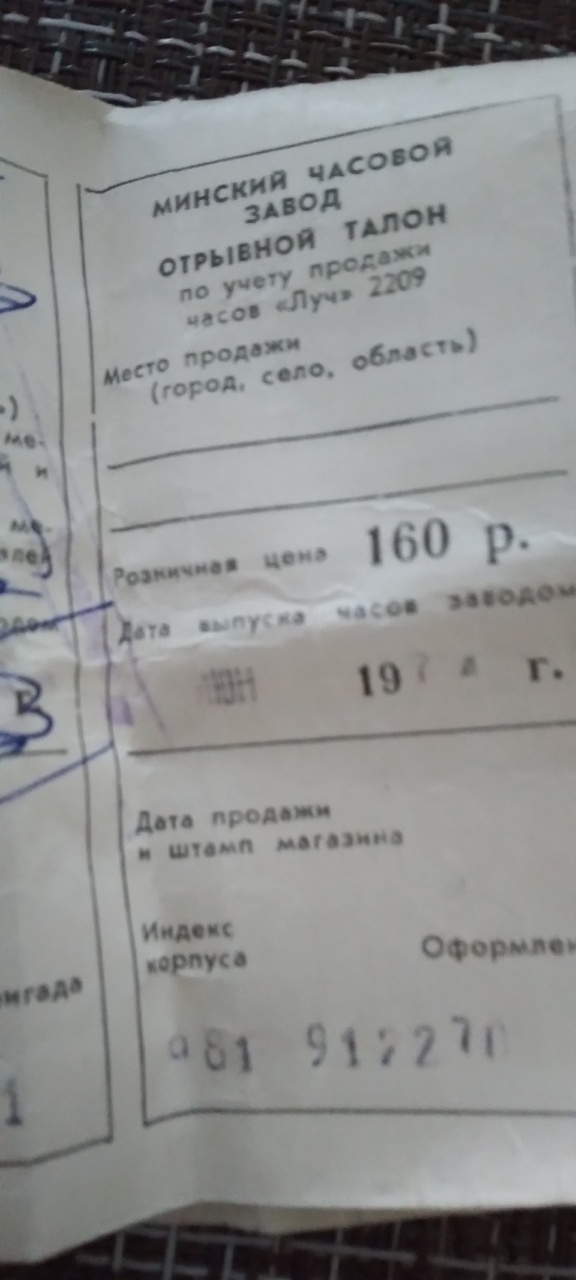 МИНСКИЙ ЧАСОВОЙ
ЗАВОД
ОТРЫВНОЙ ТАЛОН
по учету продажи
часов «Луч» 2209
Место продажи
(город, село, область)
Розничная цена 160 р.
Дата выпуска часов заводом
19 г.
Дата продажи
и штамп магазина
Индекс
корпуса